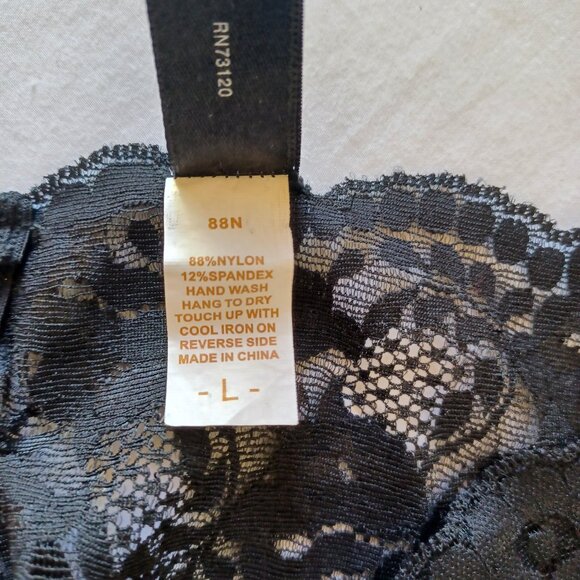 RN73120
88N
88%NYLON
12%SPANDEX
HAND WASH
HANG TO DRY
TOUCH UP WITH
COOL IRON ON
REVERSE SIDE
MADE IN CHINA
- L -